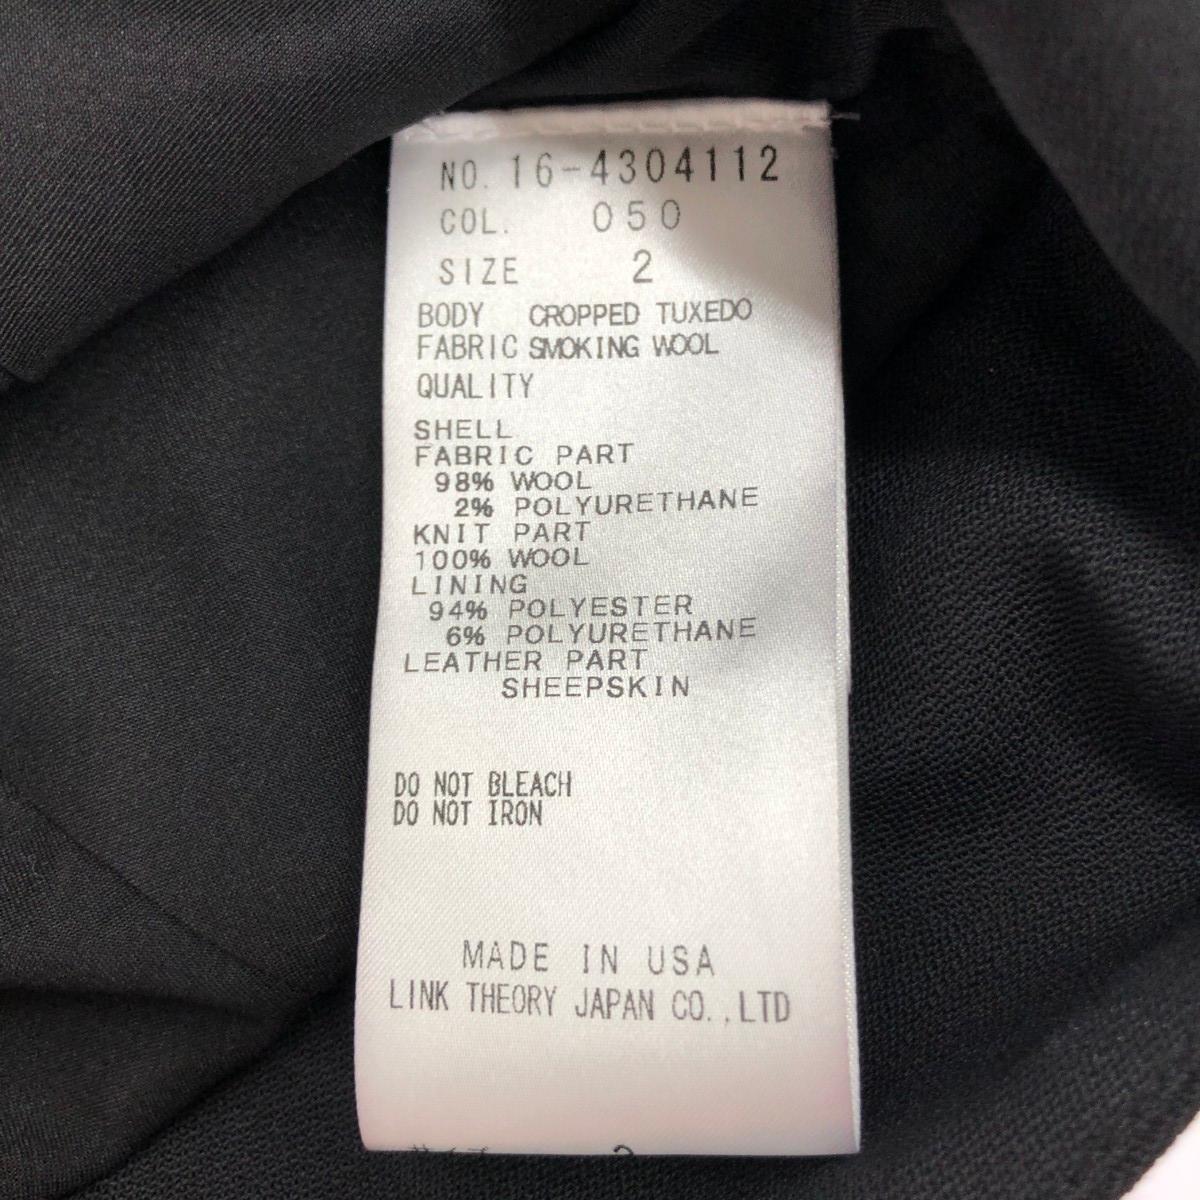 NO. 16-4304112
COL. 050
SIZE 2
BODY CROPPED TUXEDO
FABRIC SMOKING WOOL
QUALITY
SHELL
FABRIC PART
98% WOOL
2% POLYURETHANE
KNIT PART
100% WOOL
LINING
94% POLYESTER
6% POLYURETHANE
LEATHER PART
SHEEPSKIN
DO NOT BLEACH
DO NOT IRON
MADE IN USA
LINK THEORY JAPAN CO.,LTD